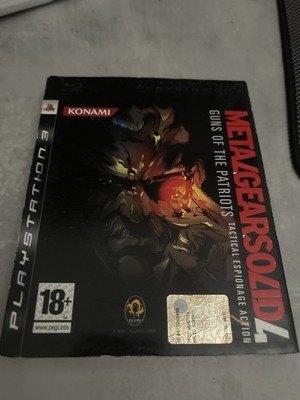 PLAYSTATION 3
KONAMI
METAL GEAR SOLID 4
GUNS OF THE PATRIOTS
TACTICAL ESPIONAGE ACTION
18+
www.pegi.info